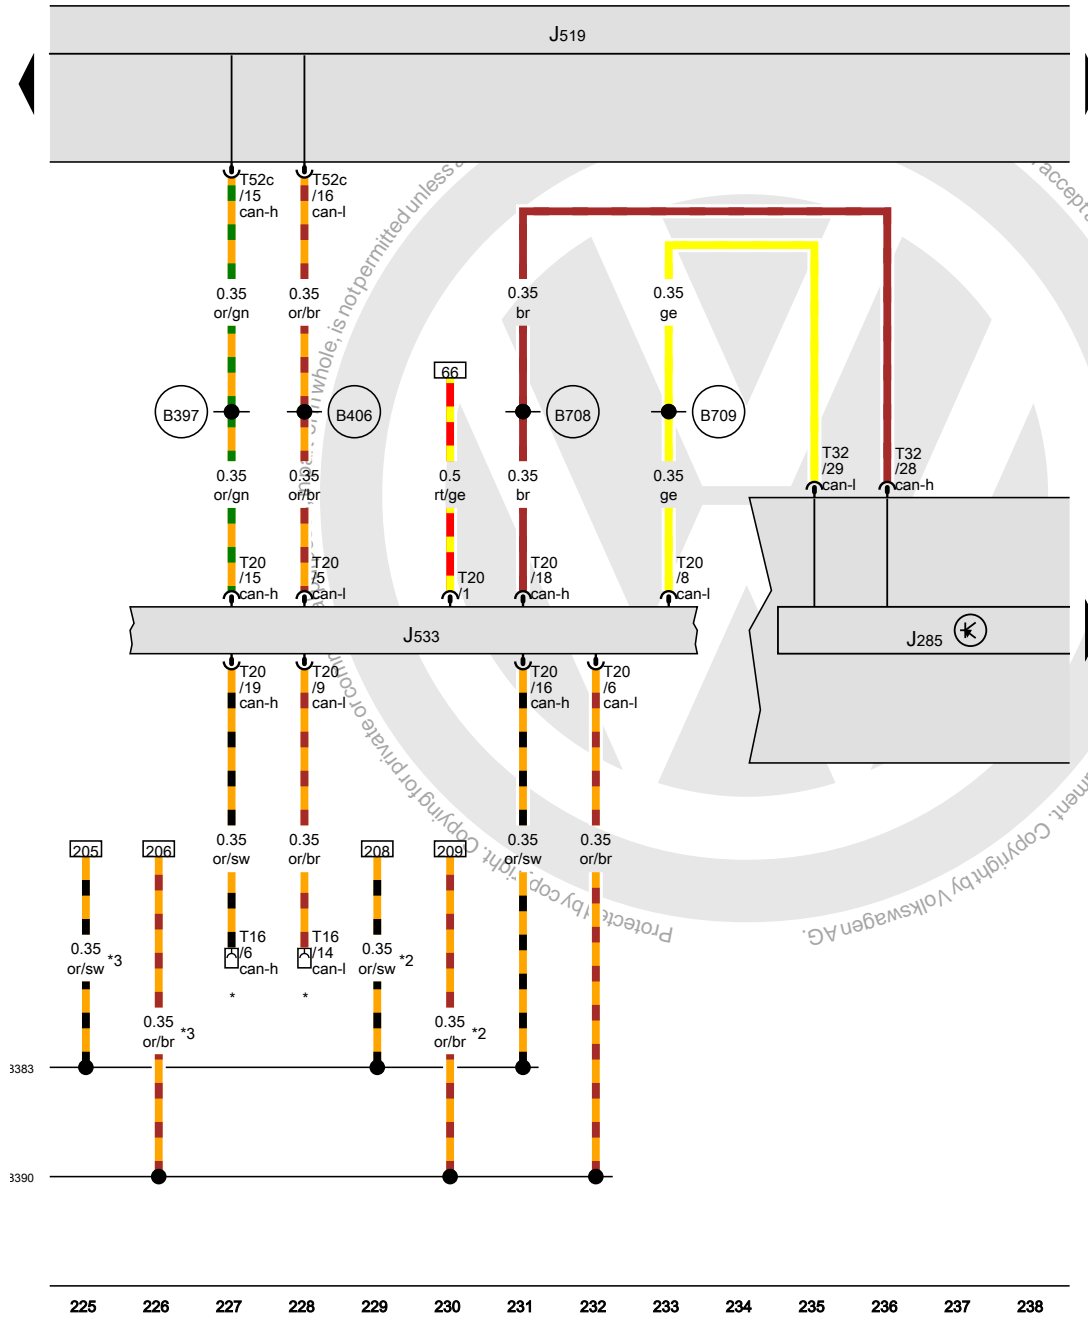 J519
T52c
/15
can-h
T52c
/16
can-l
0.35
or/gn
0.35
or/br
0.35
br
0.35
ge
66
B397
B406
B708
B709
0.35
or/gn
0.35
or/br
0.5
rt/ge
0.35
br
0.35
ge
T32
/29
can-l
T32
/28
can-h
T20
/15
can-h
T20
/5
can-l
T20
/1
T20
/18
can-h
T20
/8
can-l
J533
J285
T20
/19
can-h
T20
/9
can-l
T20
/16
can-h
T20
/6
can-l
205
206
0.35
or/sw
0.35
or/br
208
209
0.35
or/sw
0.35
or/br
0.35
or/sw *3
T16
/6
can-h
*
T16
/14
can-l
*
0.35
or/sw *2
0.35
or/br *3
0.35
or/br *2
383
390
225 226 227 228 229 230 231 232 233 234 235 236 237 238
Protected by copyright. Copying for private or
in whole, is not permitted unless
accept
ment. Copyright by Volkswagen AG.